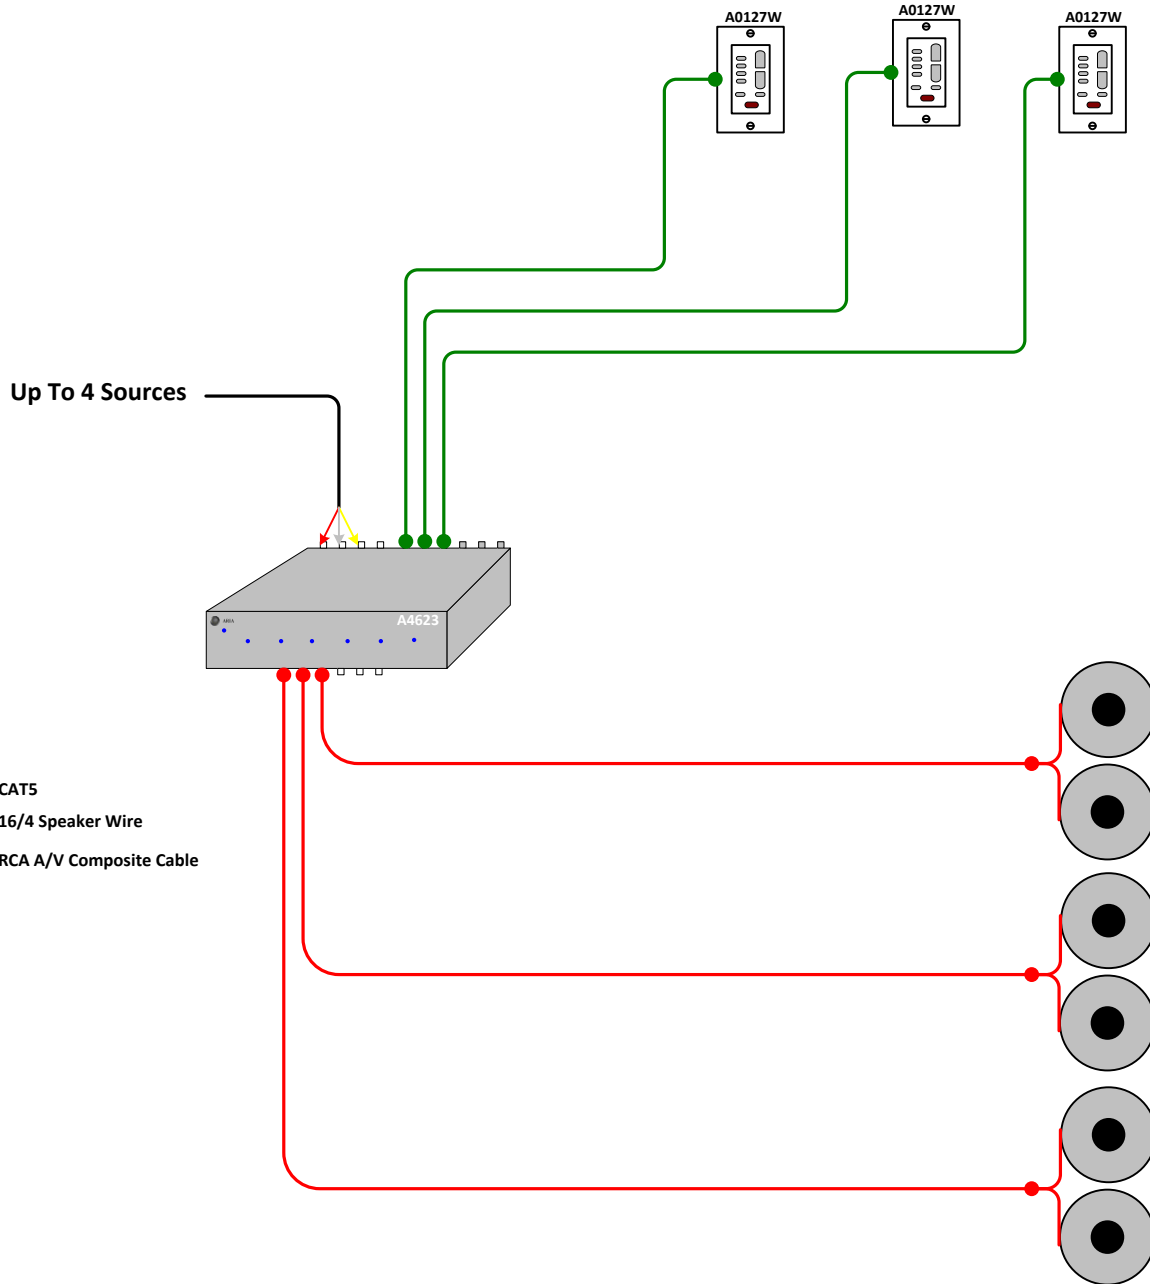 A0127W
A0127W
A0127W
Up To 4 Sources
A4623
CAT5
16/4 Speaker Wire
RCA A/V Composite Cable